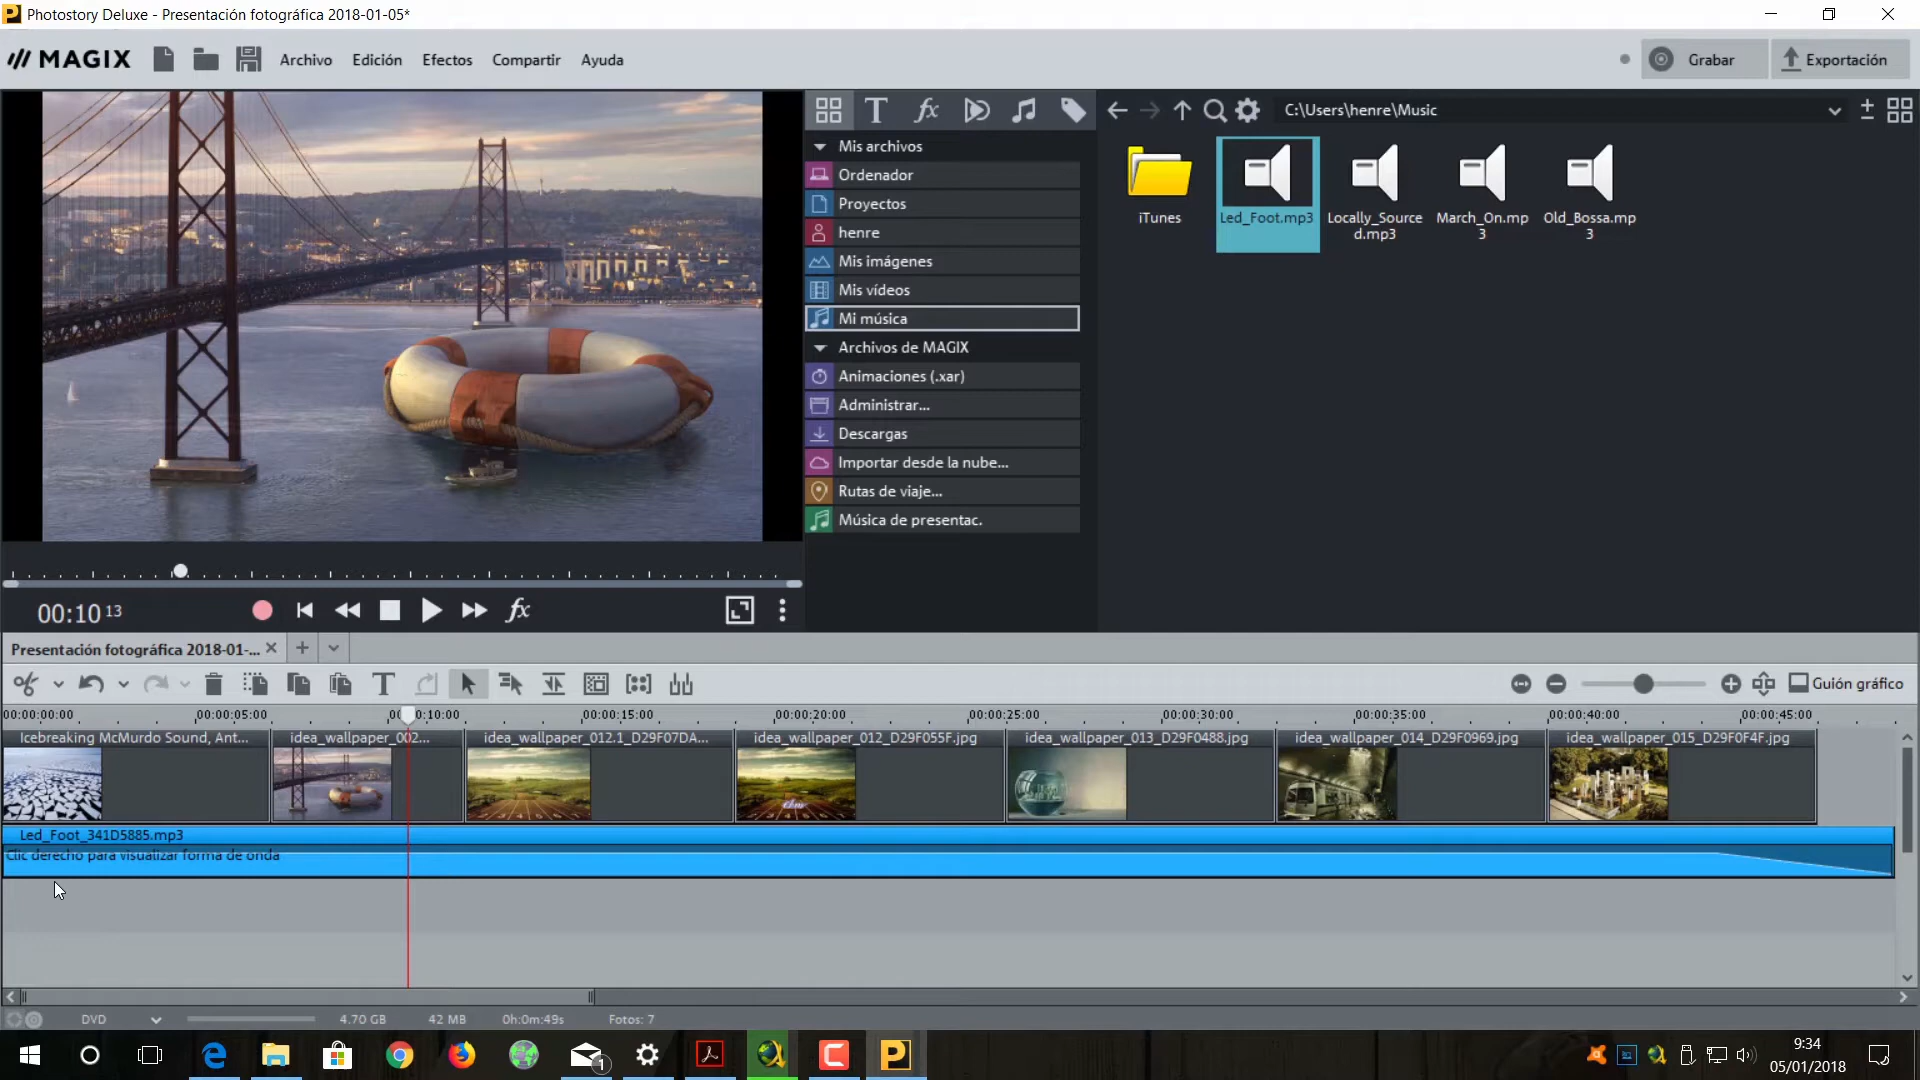 Photostory Deluxe - Presentación fotográfica 2018-01-05*
MAGIX
Archivo
Edición
Efectos
Compartir
Ayuda
Grabar
Exportación
C:\Users\henre\Music
Mis archivos
Ordenador
Proyectos
henre
Mis imágenes
Mis vídeos
Mi música
Archivos de MAGIX
Animaciones (.xar)
Administrar...
Descargas
Importar desde la nube...
Rutas de viaje...
Música de presentac.
iTunes
Led_Foot.mp3
Locally_Source
d.mp3
March_On.mp
3
Old_Bossa.mp
3
00:10 13
Presentación fotográfica 2018-01-...
Guión gráfico
00:00:00:00
00:00:05:00
00:00:10:00
00:00:15:00
00:00:20:00
00:00:25:00
00:00:30:00
00:00:35:00
00:00:40:00
00:00:45:00
Icebreaking McMurdo Sound, Ant...
idea_wallpaper_002...
idea_wallpaper_012.1_D29F07DA...
idea_wallpaper_012_D29F055F.jpg
idea_wallpaper_013_D29F0488.jpg
idea_wallpaper_014_D29F0969.jpg
idea_wallpaper_015_D29F0F4F.jpg
Led_Foot_341D5885.mp3
Clic derecho para visualizar forma de onda
DVD
4.70 GB
42 MB
0h:0m:49s
Fotos: 7
1
9:34
05/01/2018